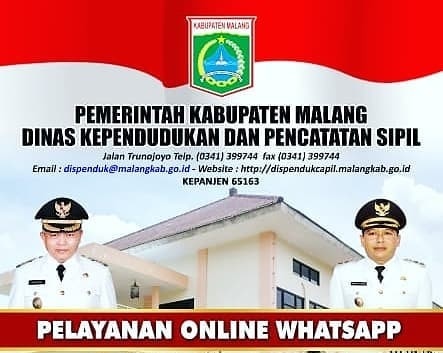 KABUPATEN MALANG
PEMERINTAH KABUPATEN MALANG
DINAS KEPENDUDUKAN DAN PENCATATAN SIPIL
Jalan Trunojoyo Telp. (0341) 399744 fax (0341) 399744
Email : dispenduk@malangkab.go.id - Website : http://dispendukcapil.malangkab.go.id
KEPANJEN 65163
PELAYANAN ONLINE WHATSAPP